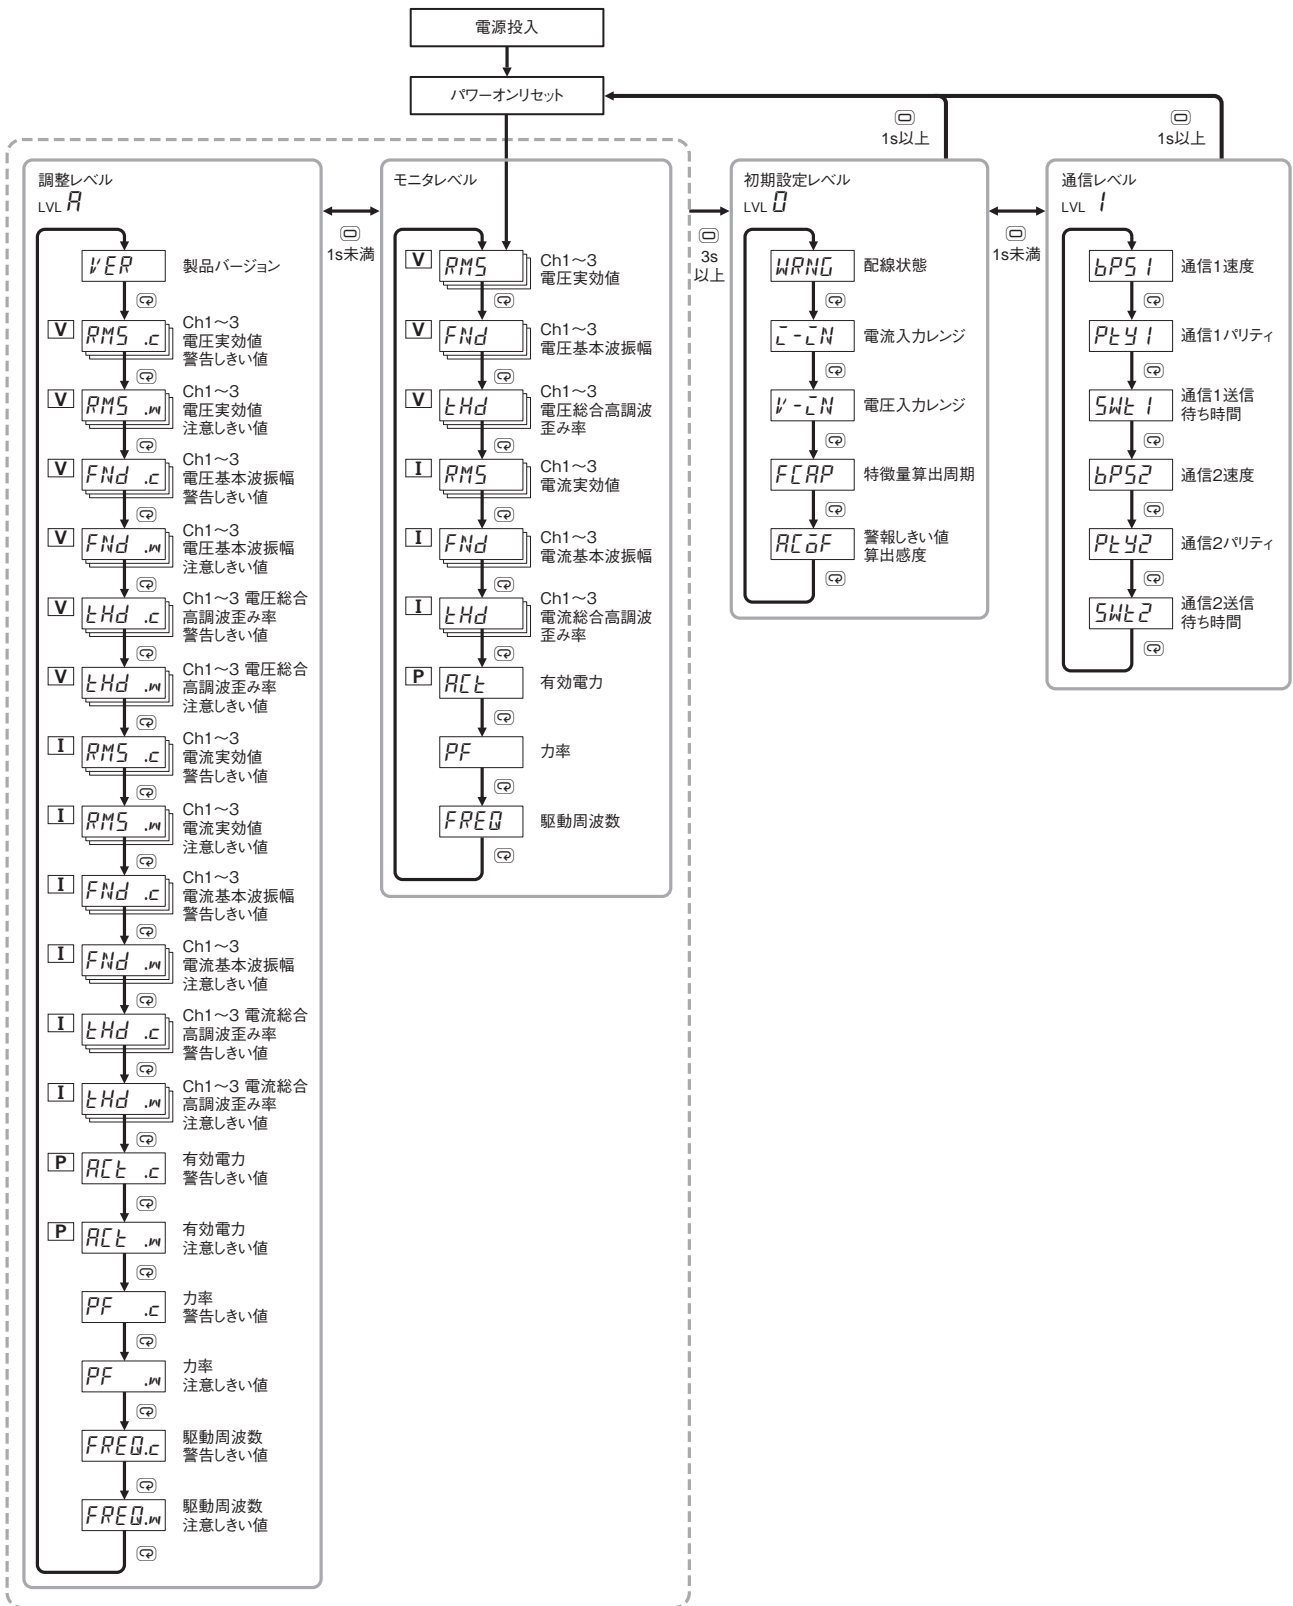 電源投入
パワーオンリセット
1s以上
1s以上
調整レベル
LVL A
VER
製品バージョン
V
RMS .c
Ch1～3
電圧実効値
警告しきい値
V
RMS .w
Ch1～3
電圧実効値
注意しきい値
V
FNd .c
Ch1～3
電圧基本波振幅
警告しきい値
V
FNd .w
Ch1～3
電圧基本波振幅
注意しきい値
V
tHd .c
Ch1～3 電圧総合
高調波歪み率
警告しきい値
V
tHd .w
Ch1～3 電圧総合
高調波歪み率
注意しきい値
I
RMS .c
Ch1～3
電流実効値
警告しきい値
I
RMS .w
Ch1～3
電流実効値
注意しきい値
I
FNd .c
Ch1～3
電流基本波振幅
警告しきい値
I
FNd .w
Ch1～3
電流基本波振幅
注意しきい値
I
tHd .c
Ch1～3 電流総合
高調波歪み率
警告しきい値
I
tHd .w
Ch1～3 電流総合
高調波歪み率
注意しきい値
P
ACt .c
有効電力
警告しきい値
P
ACt .w
有効電力
注意しきい値
PF .c
力率
警告しきい値
PF .w
力率
注意しきい値
FREQ.c
駆動周波数
警告しきい値
FREQ.w
駆動周波数
注意しきい値
1s未満
モニタレベル
V
RMS
Ch1～3
電圧実効値
V
FNd
Ch1～3
電圧基本波振幅
V
tHd
Ch1～3
電圧総合高調波
歪み率
I
RMS
Ch1～3
電流実効値
I
FNd
Ch1～3
電流基本波振幅
I
tHd
Ch1～3
電流総合高調波
歪み率
P
ACt
有効電力
PF
力率
FREQ
駆動周波数
3s
以上
初期設定レベル
LVL 0
WRNG
配線状態
i-iN
電流入力レンジ
V-iN
電圧入力レンジ
FCAP
特徴量算出周期
ACoF
警報しきい値
算出感度
1s未満
通信レベル
LVL 1
bPS1
通信1速度
PtY1
通信1パリティ
SWt1
通信1送信
待ち時間
bPS2
通信2速度
PtY2
通信2パリティ
SWt2
通信2送信
待ち時間